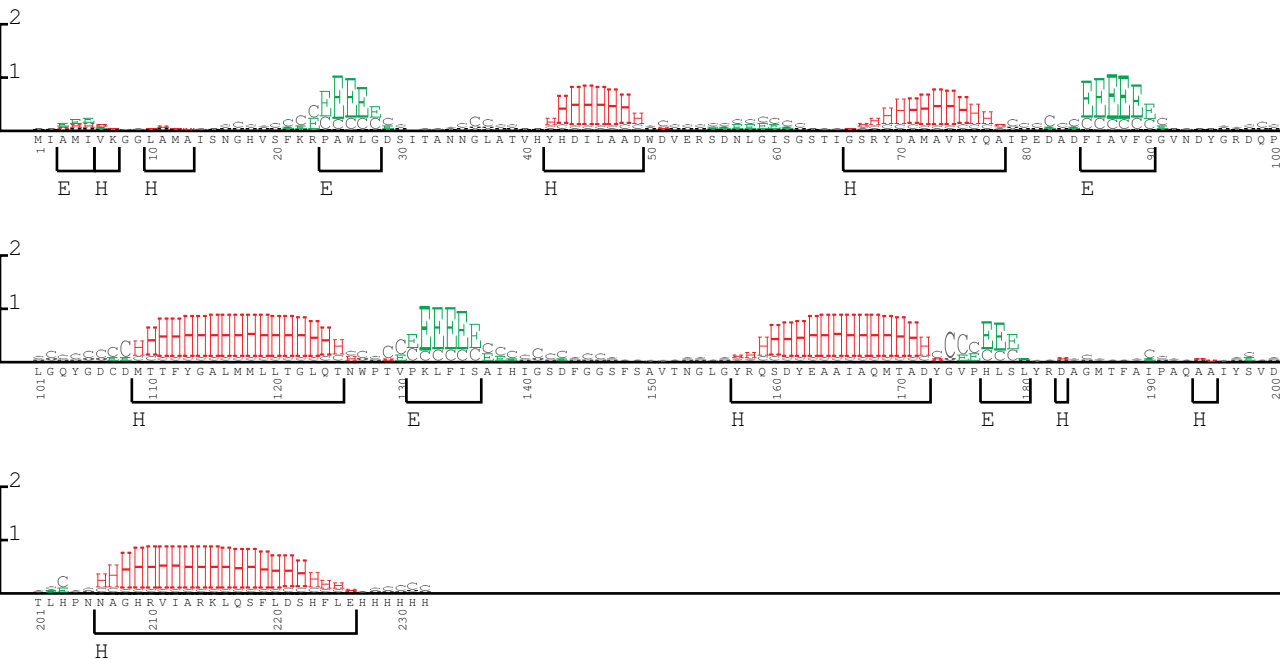 2
1
M I A M I V K G G L A M A I S N G H V S F K R P A W L G D S I T A N N G L A T V H Y H D I L A A D W D V E R S D N L G I S G S T I G S R Y D A M A V R Y Q A I P E D A D F I A V F G G V N D Y G R D Q P
1 10 20 30 40 50 60 70 80 90 100
E H H E H H E
2
1
L G Q Y G D C D M T T F Y G A L M M L L T G L Q T N W P T V P K L F I S A I H I G S D F G G S F S A V T N G L G Y R Q S D Y E A A I A Q M T A D Y G V P H L S L Y R D A G M T F A I P A Q A A I Y S V D
101 110 120 130 140 150 160 170 180 190 200
H E H E H H
2
1
T L H P N N A G H R V I A R K L Q S F L D S H F L E H H H H H H
201 210 220 230
H